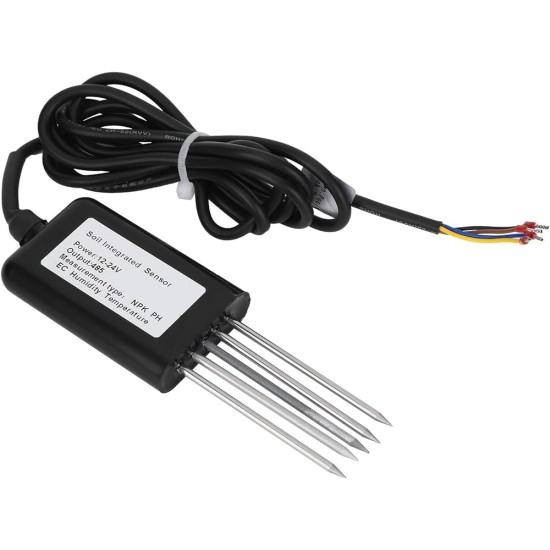 Soil Integrated Sensor
Power:12-24V
Output:485
Measurement type: NPK PH
EC Humidity Temperature